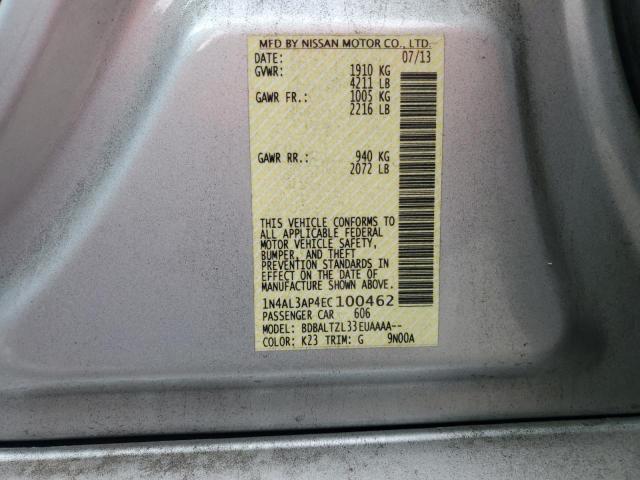 MFD BY NISSAN MOTOR CO., LTD.
DATE: 07/13
GVWR: 1910 KG
4211 LB
GAWR FR.: 1005 KG
2216 LB
GAWR RR.: 940 KG
2072 LB
THIS VEHICLE CONFORMS TO
ALL APPLICABLE FEDERAL
MOTOR VEHICLE SAFETY,
BUMPER, AND THEFT
PREVENTION STANDARDS IN
EFFECT ON THE DATE OF
MANUFACTURE SHOWN ABOVE.
1N4AL3AP4EC100462
PASSENGER CAR 606
MODEL: BDBALTZL33EUAAAA--
COLOR: K23 TRIM: G 9N00A